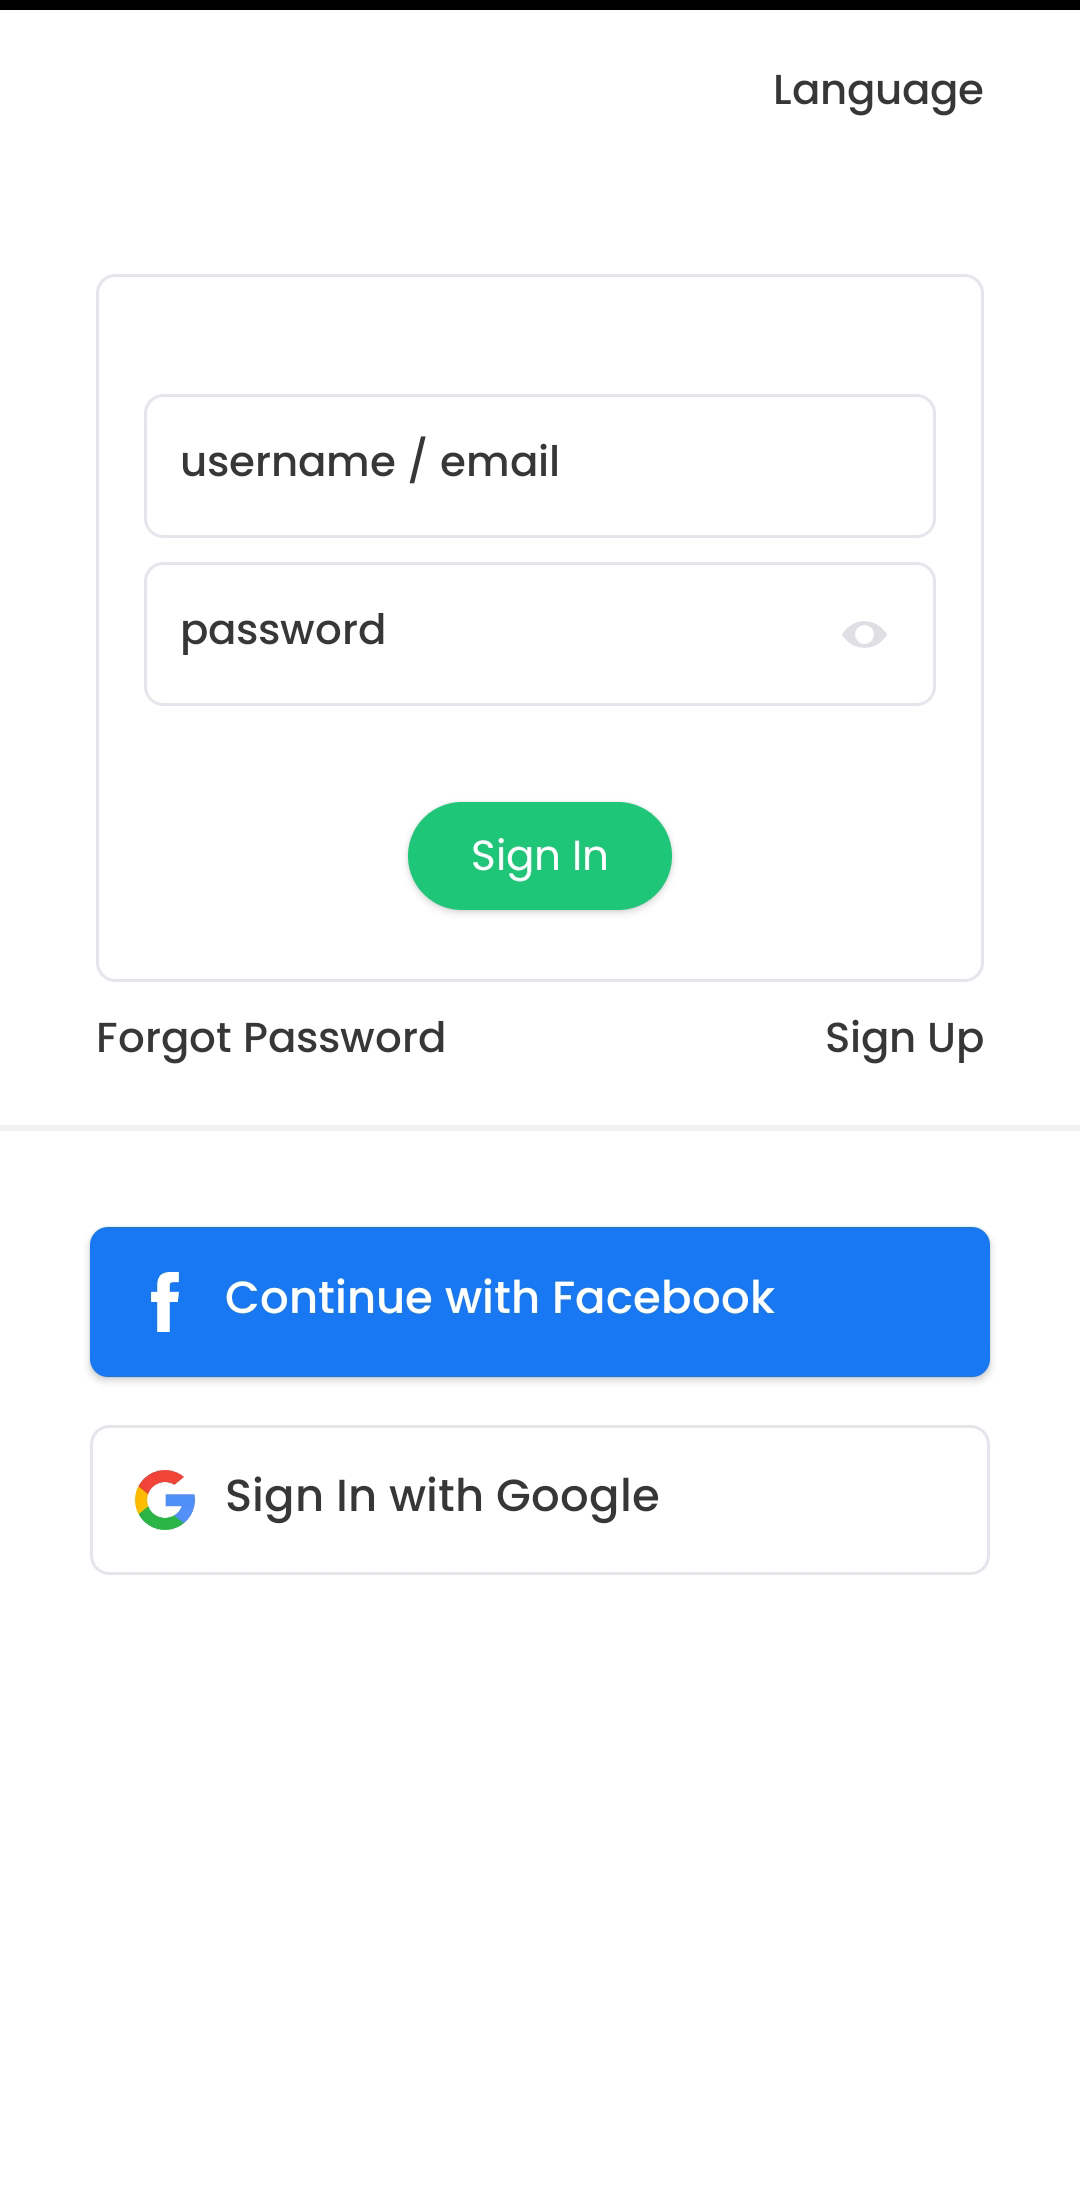 Language
username / email
password
Sign In
Forgot Password
Sign Up
Continue with Facebook
Sign In with Google